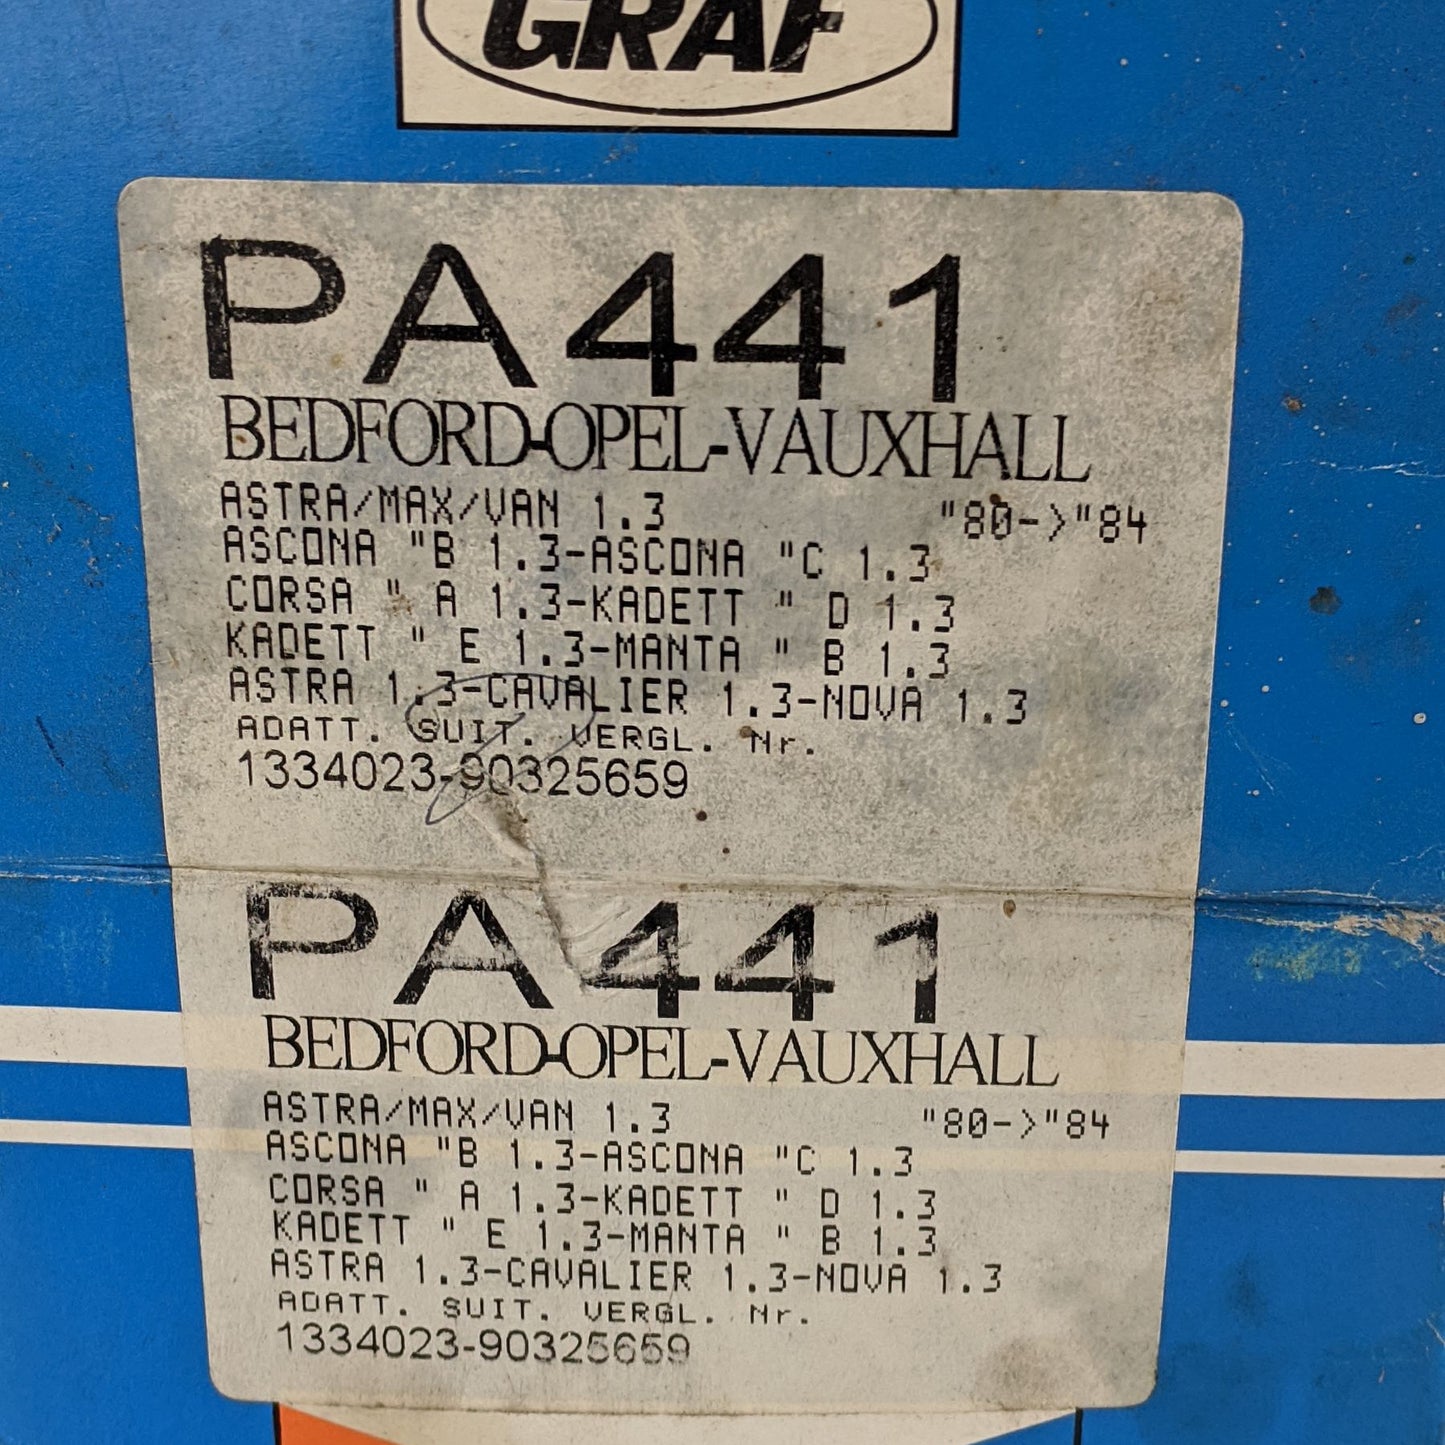 GRAF
PA441
BEDFORD-OPEL-VAUXHALL
ASTRA/MAX/VAN 1.3 "80->"84
ASCONA "B 1.3-ASCONA "C 1.3
CORSA " A 1.3-KADETT " D 1.3
KADETT " E 1.3-MANTA " B 1.3
ASTRA 1.3-CAVALIER 1.3-NOVA 1.3
ADATT. SUIT. VERGL. Nr.
1334023-90325659
PA441
BEDFORD-OPEL-VAUXHALL
ASTRA/MAX/VAN 1.3 "80->"84
ASCONA "B 1.3-ASCONA "C 1.3
CORSA " A 1.3-KADETT " D 1.3
KADETT " E 1.3-MANTA " B 1.3
ASTRA 1.3-CAVALIER 1.3-NOVA 1.3
ADATT. SUIT. VERGL. Nr.
1334023-90325659